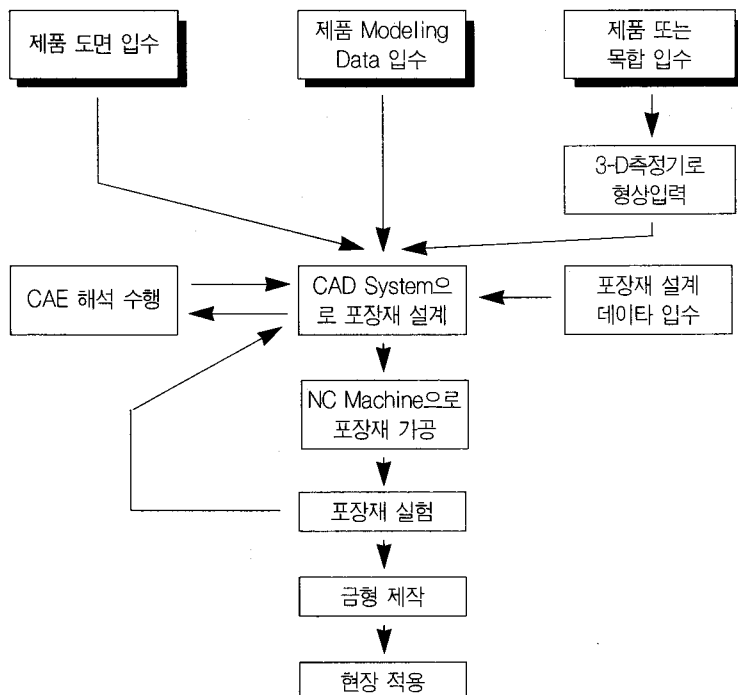 제품 도면 입수
제품 Modeling
Data 입수
제품 또는
목합 입수
3-D측정기로
형상입력
CAE 해석 수행
CAD System으
로 포장재 설계
포장재 설계
데이타 입수
NC Machine으로
포장재 가공
포장재 실험
금형 제작
현장 적용